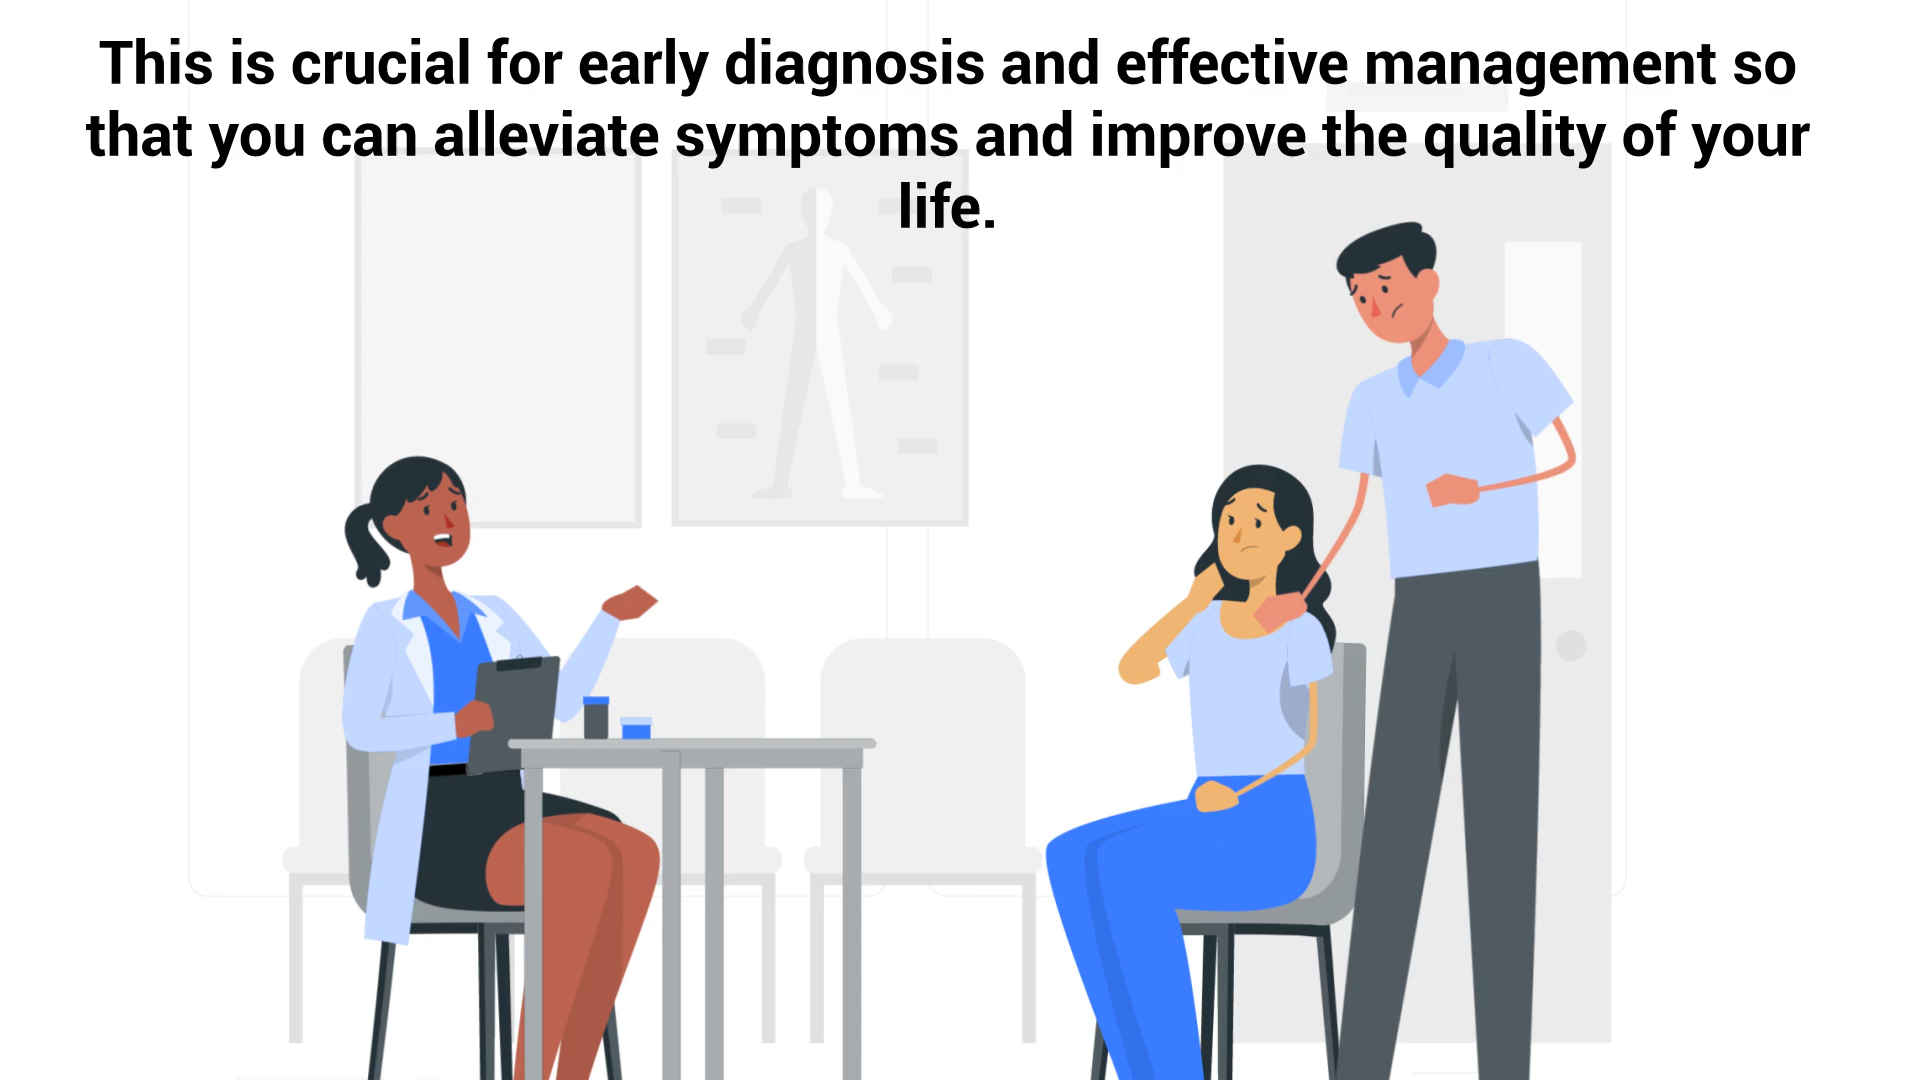 This is crucial for early diagnosis and effective management so
that you can alleviate symptoms and improve the quality of your
life.